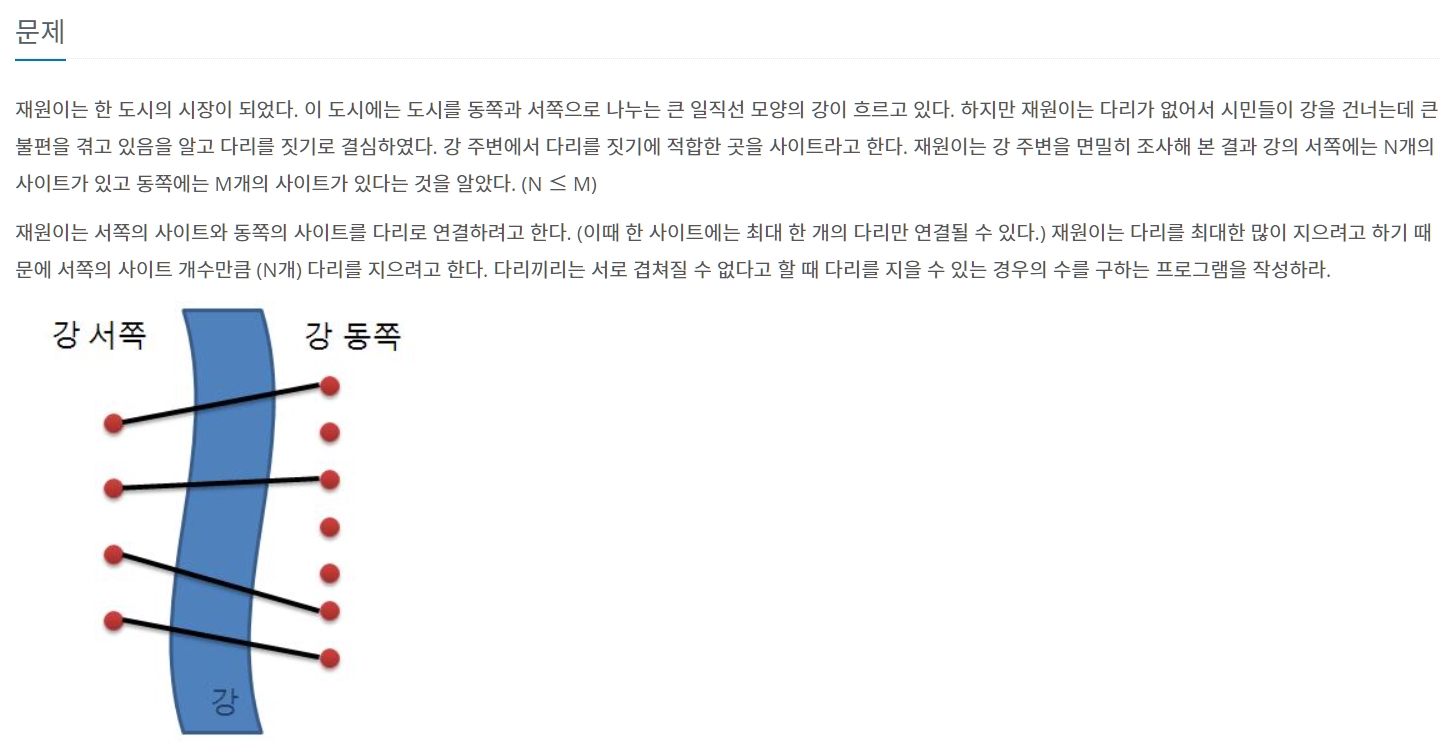 문제
재원이는 한 도시의 시장이 되었다. 이 도시에는 도시를 동쪽과 서쪽으로 나누는 큰 일직선 모양의 강이 흐르고 있다. 하지만 재원이는 다리가 없어서 시민들이 강을 건너는데 큰
불편을 겪고 있음을 알고 다리를 짓기로 결심하였다. 강 주변에서 다리를 짓기에 적합한 곳을 사이트라고 한다. 재원이는 강 주변을 면밀히 조사해 본 결과 강의 서쪽에는 N개의
사이트가 있고 동쪽에는 M개의 사이트가 있다는 것을 알았다. (N ≤ M)
재원이는 서쪽의 사이트와 동쪽의 사이트를 다리로 연결하려고 한다. (이때 한 사이트에는 최대 한 개의 다리만 연결될 수 있다.) 재원이는 다리를 최대한 많이 지으려고 하기 때
문에 서쪽의 사이트 개수만큼 (N개) 다리를 지으려고 한다. 다리끼리는 서로 겹쳐질 수 없다고 할 때 다리를 지을 수 있는 경우의 수를 구하는 프로그램을 작성하라.
강 서쪽
강 동쪽
강